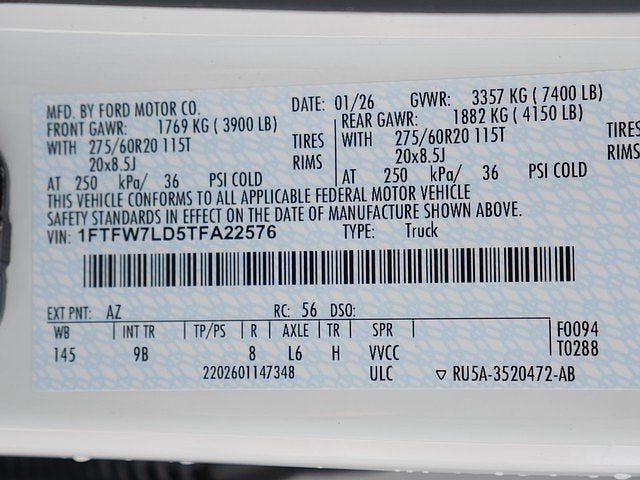 MFD. BY FORD MOTOR CO. DATE: 01/26 GVWR: 3357 KG ( 7400 LB)
FRONT GAWR: 1769 KG ( 3900 LB) REAR GAWR: 1882 KG ( 4150 LB)
WITH 275/60R20 115T TIRES WITH 275/60R20 115T TIRES
20x8.5J RIMS 20x8.5J RIMS
AT 250 kPa/ 36 PSI COLD AT 250 kPa/ 36 PSI COLD
THIS VEHICLE CONFORMS TO ALL APPLICABLE FEDERAL MOTOR VEHICLE
SAFETY STANDARDS IN EFFECT ON THE DATE OF MANUFACTURE SHOWN ABOVE.
VIN: 1FTFW7LD5TFA22576 TYPE: Truck
EXT PNT: AZ RC: 56 DSO:
WB INT TR TP/PS R AXLE TR SPR F0094
145 9B 8 L6 H VVCC T0288
2202601147348 ULC ▽ RU5A-3520472-AB